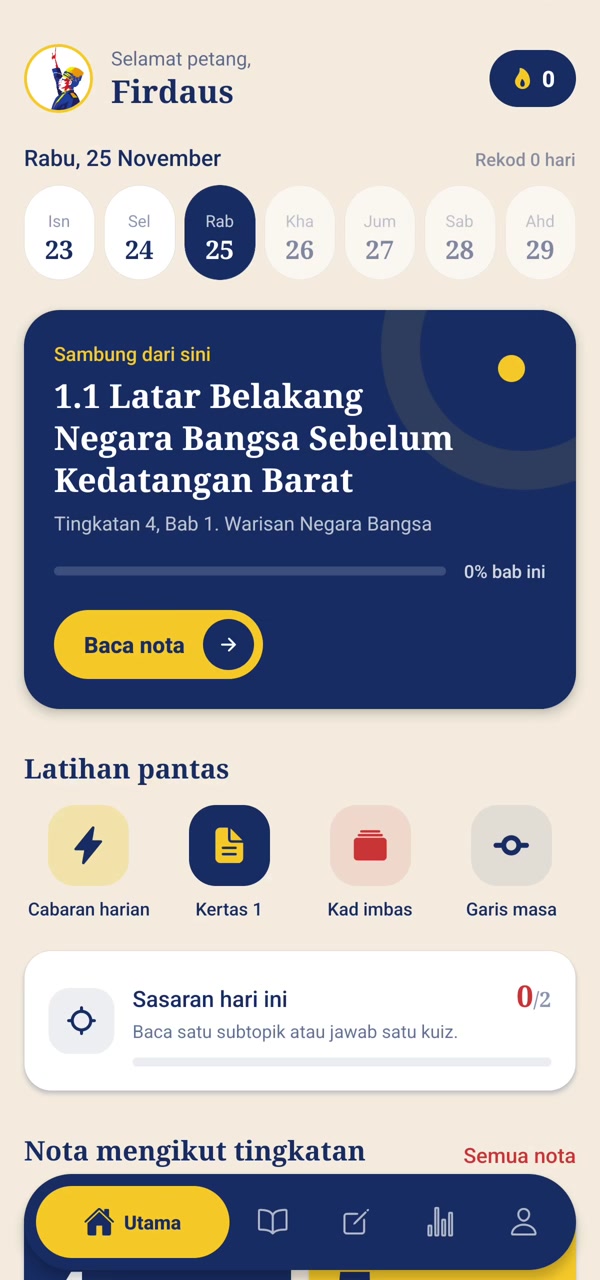 Selamat petang,
Firdaus
0
Rabu, 25 November
Rekod 0 hari
Isn
23
Sel
24
Rab
25
Kha
26
Jum
27
Sab
28
Ahd
29
Sambung dari sini
1.1 Latar Belakang
Negara Bangsa Sebelum
Kedatangan Barat
Tingkatan 4, Bab 1. Warisan Negara Bangsa
0% bab ini
Baca nota
Latihan pantas
Cabaran harian
Kertas 1
Kad imbas
Garis masa
Sasaran hari ini
0/2
Baca satu subtopik atau jawab satu kuiz.
Nota mengikut tingkatan
Semua nota
Utama